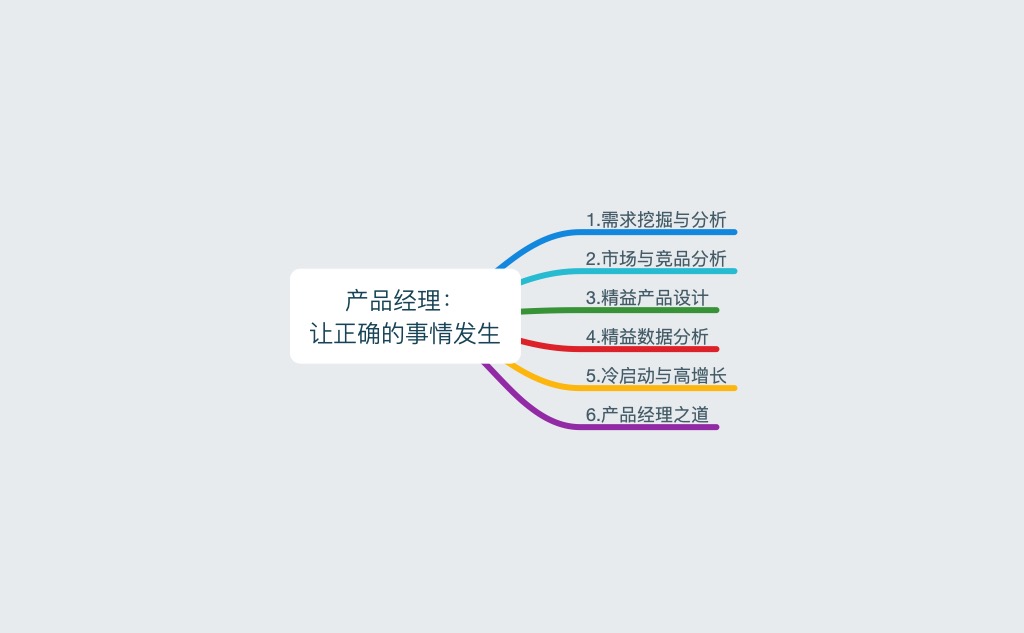 产品经理：
让正确的事情发生
1.需求挖掘与分析
2.市场与竞品分析
3.精益产品设计
4.精益数据分析
5.冷启动与高增长
6.产品经理之道